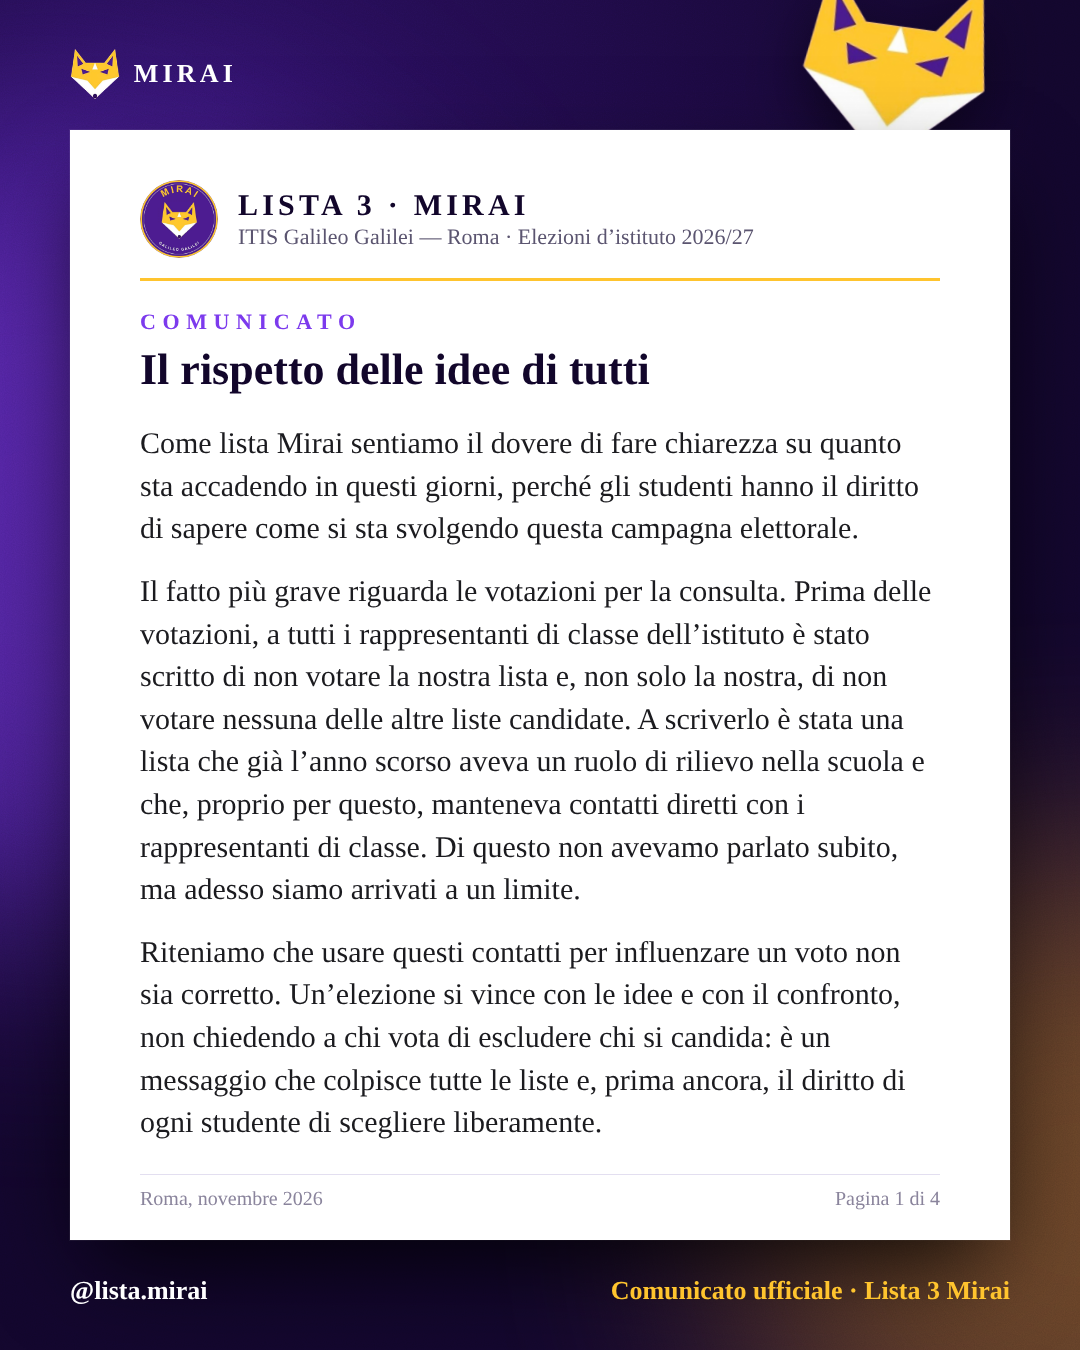 MIRAI
MIRAI
GALILEO GALILEI
LISTA 3 · MIRAI
ITIS Galileo Galilei — Roma · Elezioni d’istituto 2026/27
COMUNICATO
Il rispetto delle idee di tutti
Come lista Mirai sentiamo il dovere di fare chiarezza su quanto
sta accadendo in questi giorni, perché gli studenti hanno il diritto
di sapere come si sta svolgendo questa campagna elettorale.
Il fatto più grave riguarda le votazioni per la consulta. Prima delle
votazioni, a tutti i rappresentanti di classe dell’istituto è stato
scritto di non votare la nostra lista e, non solo la nostra, di non
votare nessuna delle altre liste candidate. A scriverlo è stata una
lista che già l’anno scorso aveva un ruolo di rilievo nella scuola e
che, proprio per questo, manteneva contatti diretti con i
rappresentanti di classe. Di questo non avevamo parlato subito,
ma adesso siamo arrivati a un limite.
Riteniamo che usare questi contatti per influenzare un voto non
sia corretto. Un’elezione si vince con le idee e con il confronto,
non chiedendo a chi vota di escludere chi si candida: è un
messaggio che colpisce tutte le liste e, prima ancora, il diritto di
ogni studente di scegliere liberamente.
Roma, novembre 2026
Pagina 1 di 4
@lista.mirai
Comunicato ufficiale · Lista 3 Mirai